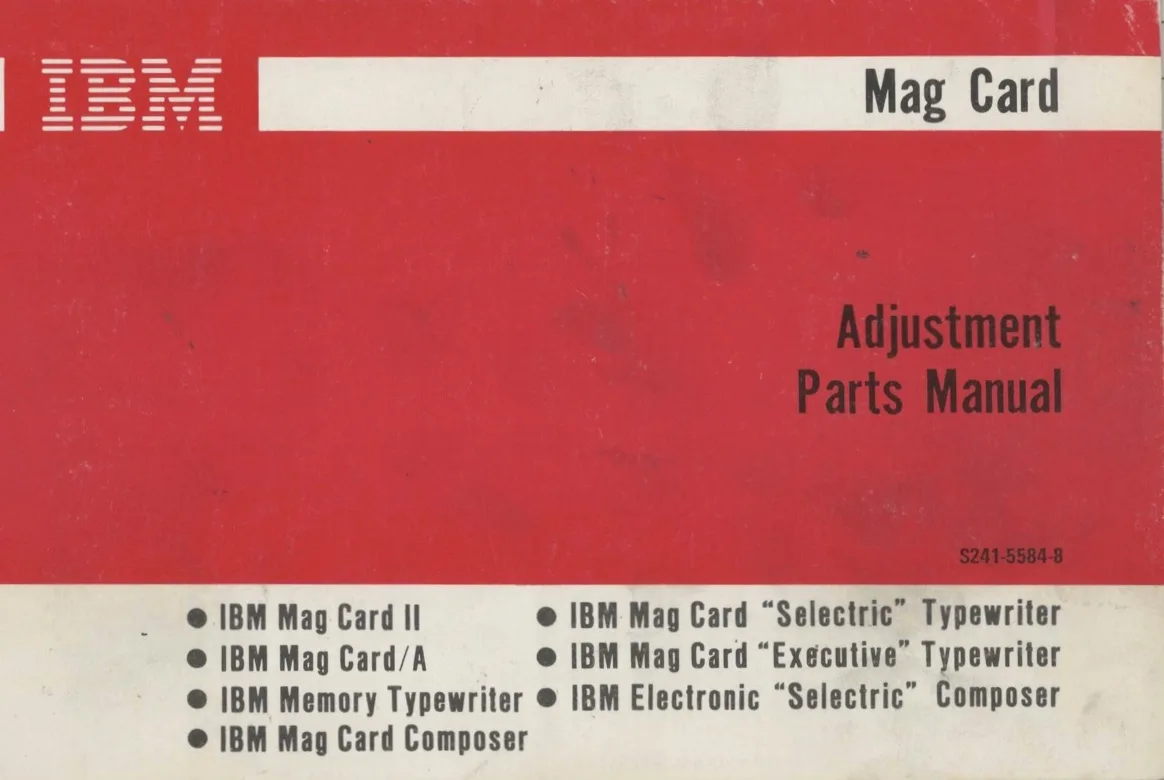 IBM
Mag Card
Adjustment
Parts Manual
S241-5584-8
● IBM Mag Card II
● IBM Mag Card/A
● IBM Memory Typewriter
● IBM Mag Card Composer
● IBM Mag Card “Selectric” Typewriter
● IBM Mag Card “Executive” Typewriter
● IBM Electronic “Selectric” Composer